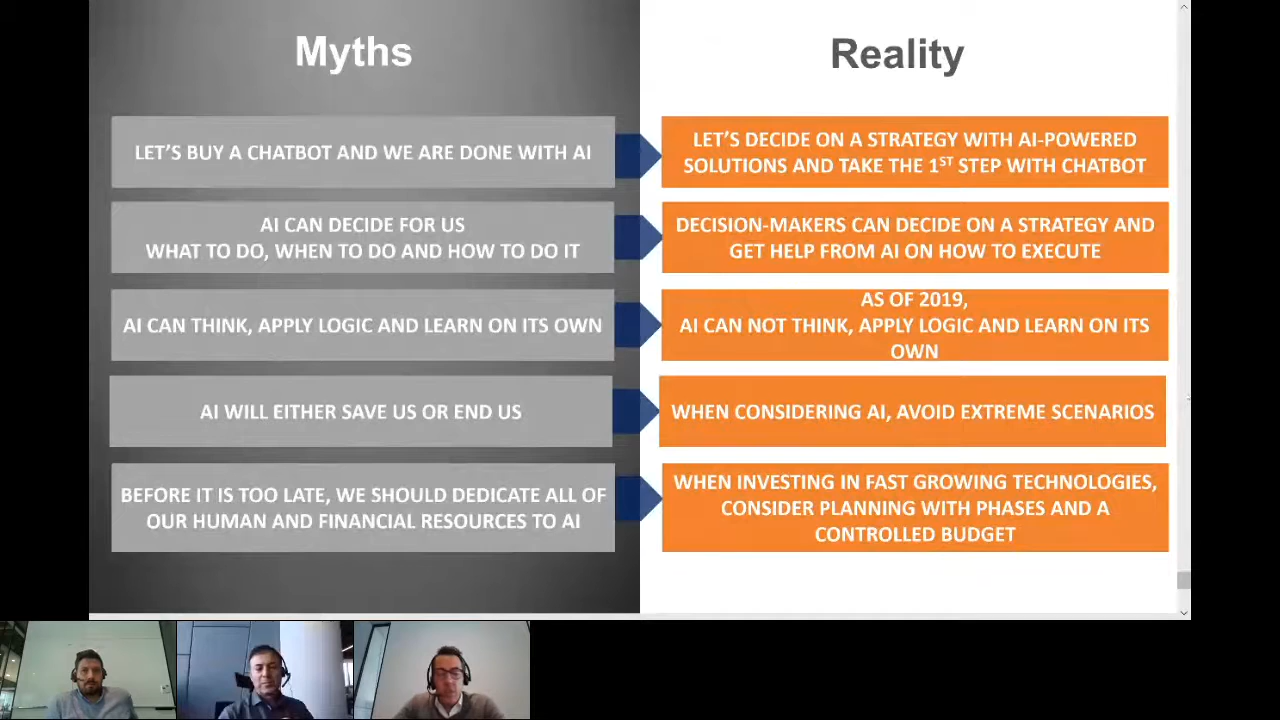 Myths
Reality
LET'S BUY A CHATBOT AND WE ARE DONE WITH AI
LET'S DECIDE ON A STRATEGY WITH AI-POWERED
SOLUTIONS AND TAKE THE 1ST STEP WITH CHATBOT
AI CAN DECIDE FOR US
WHAT TO DO, WHEN TO DO AND HOW TO DO IT
DECISION-MAKERS CAN DECIDE ON A STRATEGY AND
GET HELP FROM AI ON HOW TO EXECUTE
AI CAN THINK, APPLY LOGIC AND LEARN ON ITS OWN
AS OF 2019,
AI CAN NOT THINK, APPLY LOGIC AND LEARN ON ITS
OWN
AI WILL EITHER SAVE US OR END US
WHEN CONSIDERING AI, AVOID EXTREME SCENARIOS
BEFORE IT IS TOO LATE, WE SHOULD DEDICATE ALL OF
OUR HUMAN AND FINANCIAL RESOURCES TO AI
WHEN INVESTING IN FAST GROWING TECHNOLOGIES,
CONSIDER PLANNING WITH PHASES AND A
CONTROLLED BUDGET